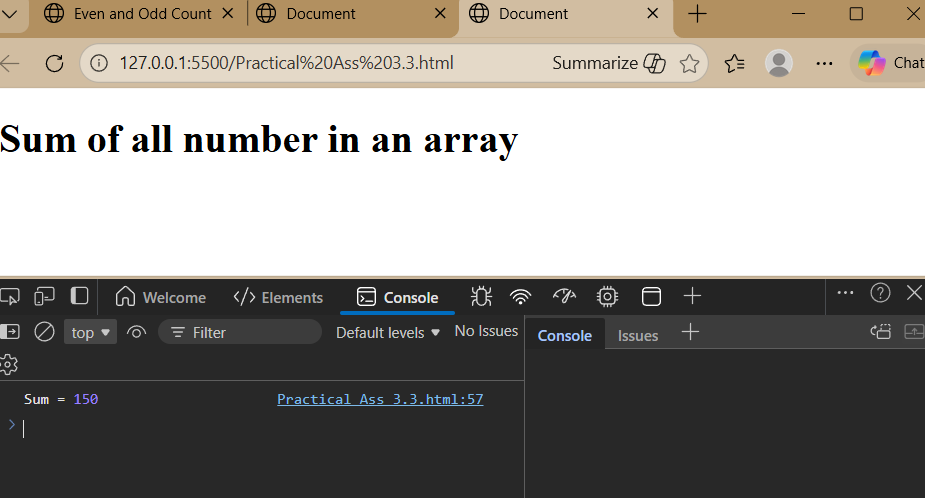 Even and Odd Count
Document
Document
127.0.0.1:5500/Practical%20Ass%203.3.html
Summarize
Chat
Sum of all number in an array
Welcome
Elements
Console
top
Filter
Default levels
No Issues
Console
Issues
Sum = 150
Practical Ass 3.3.html:57